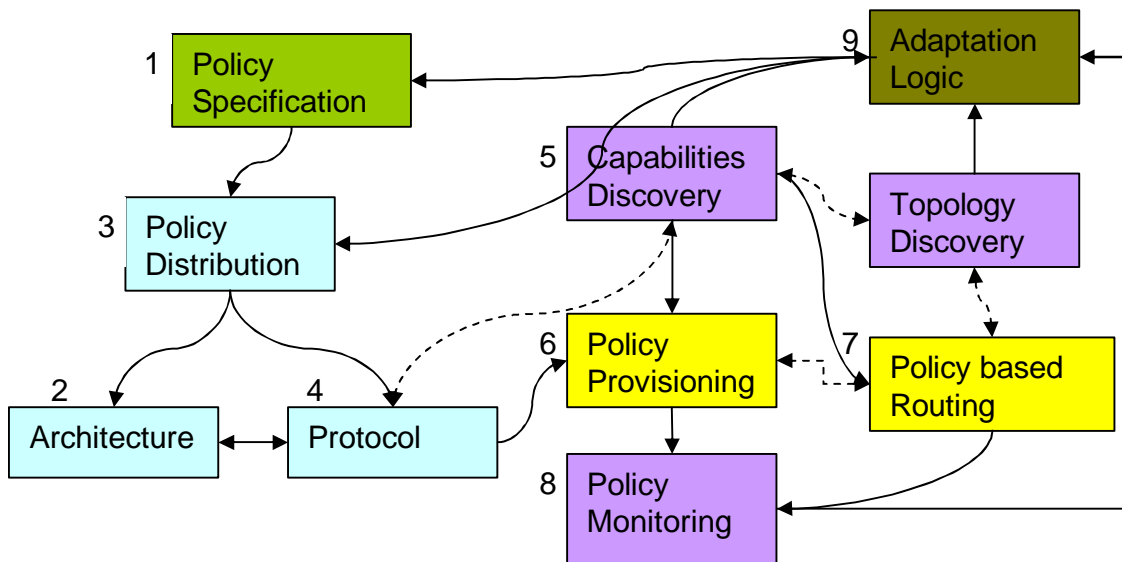 1
Policy
Specification
9
Adaptation
Logic
5
Capabilities
Discovery
3
Policy
Distribution
Topology
Discovery
6
Policy
Provisioning
7
Policy based
Routing
2
Architecture
4
Protocol
8
Policy
Monitoring